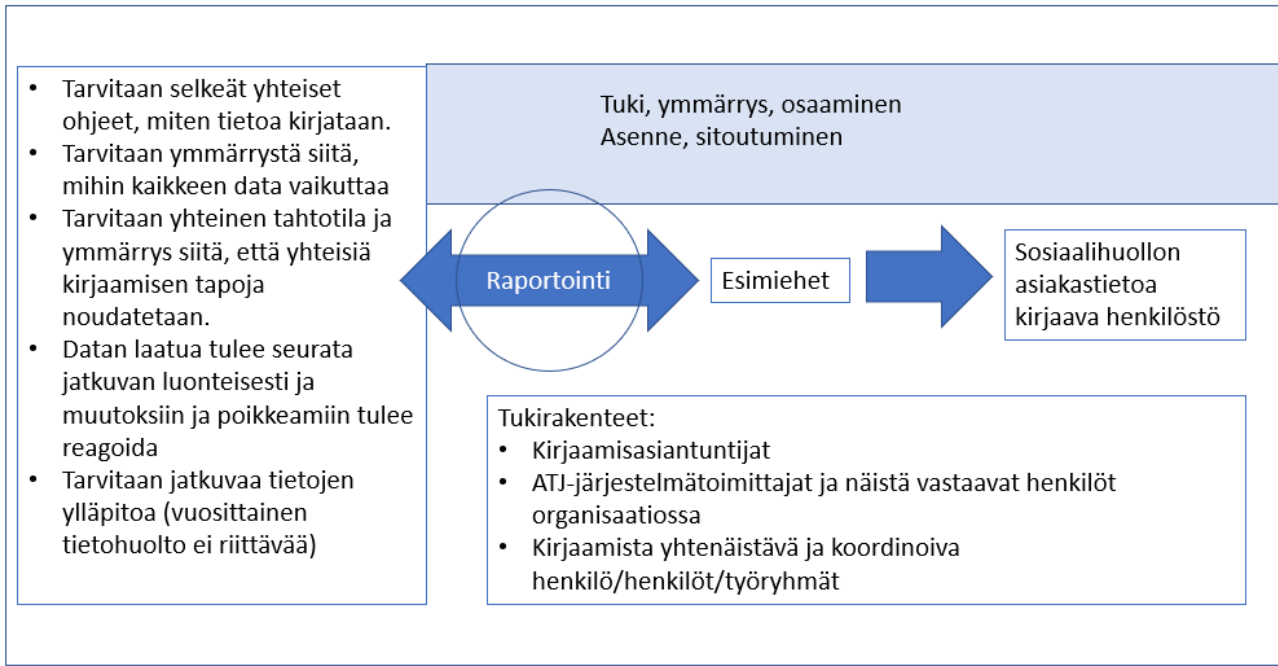 • Tarvitaan selkeät yhteiset
ohjeet, miten tietoa kirjataan.
• Tarvitaan ymmärrystä siitä,
mihin kaikkeen data vaikuttaa
• Tarvitaan yhteinen tahtotila ja
ymmärrys siitä, että yhteisiä
kirjaamisen tapoja
noudatetaan.
• Datan laatua tulee seurata
jatkuvan luonteisesti ja
muutoksiin ja poikkeamiin tulee
reagoida
• Tarvitaan jatkuvaa tietojen
ylläpitoa (vuosittainen
tietohuolto ei riittävää)
Tuki, ymmärrys, osaaminen
Asenne, sitoutuminen
Raportointi
Esimiehet
Sosiaalihuollon
asiakastietoa
kirjaava henkilöstö
Tukirakenteet:
• Kirjaamisasiantuntijat
• ATJ-järjestelmätoimittajat ja näistä vastaavat henkilöt
organisaatiossa
• Kirjaamista yhtenäistävä ja koordinoiva
henkilö/henkilöt/työryhmät